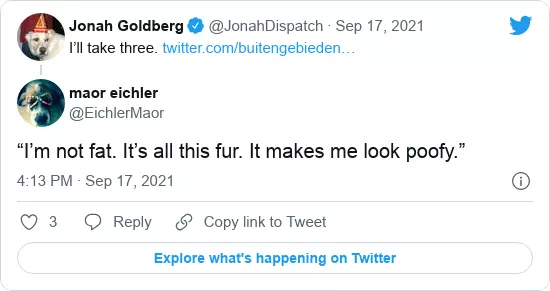 Jonah Goldberg @JonahDispatch · Sep 17, 2021
I’ll take three. twitter.com/buitengebieden…
maor eichler
@EichlerMaor
“I’m not fat. It’s all this fur. It makes me look poofy.”
4:13 PM · Sep 17, 2021
3 Reply Copy link to Tweet
Explore what's happening on Twitter